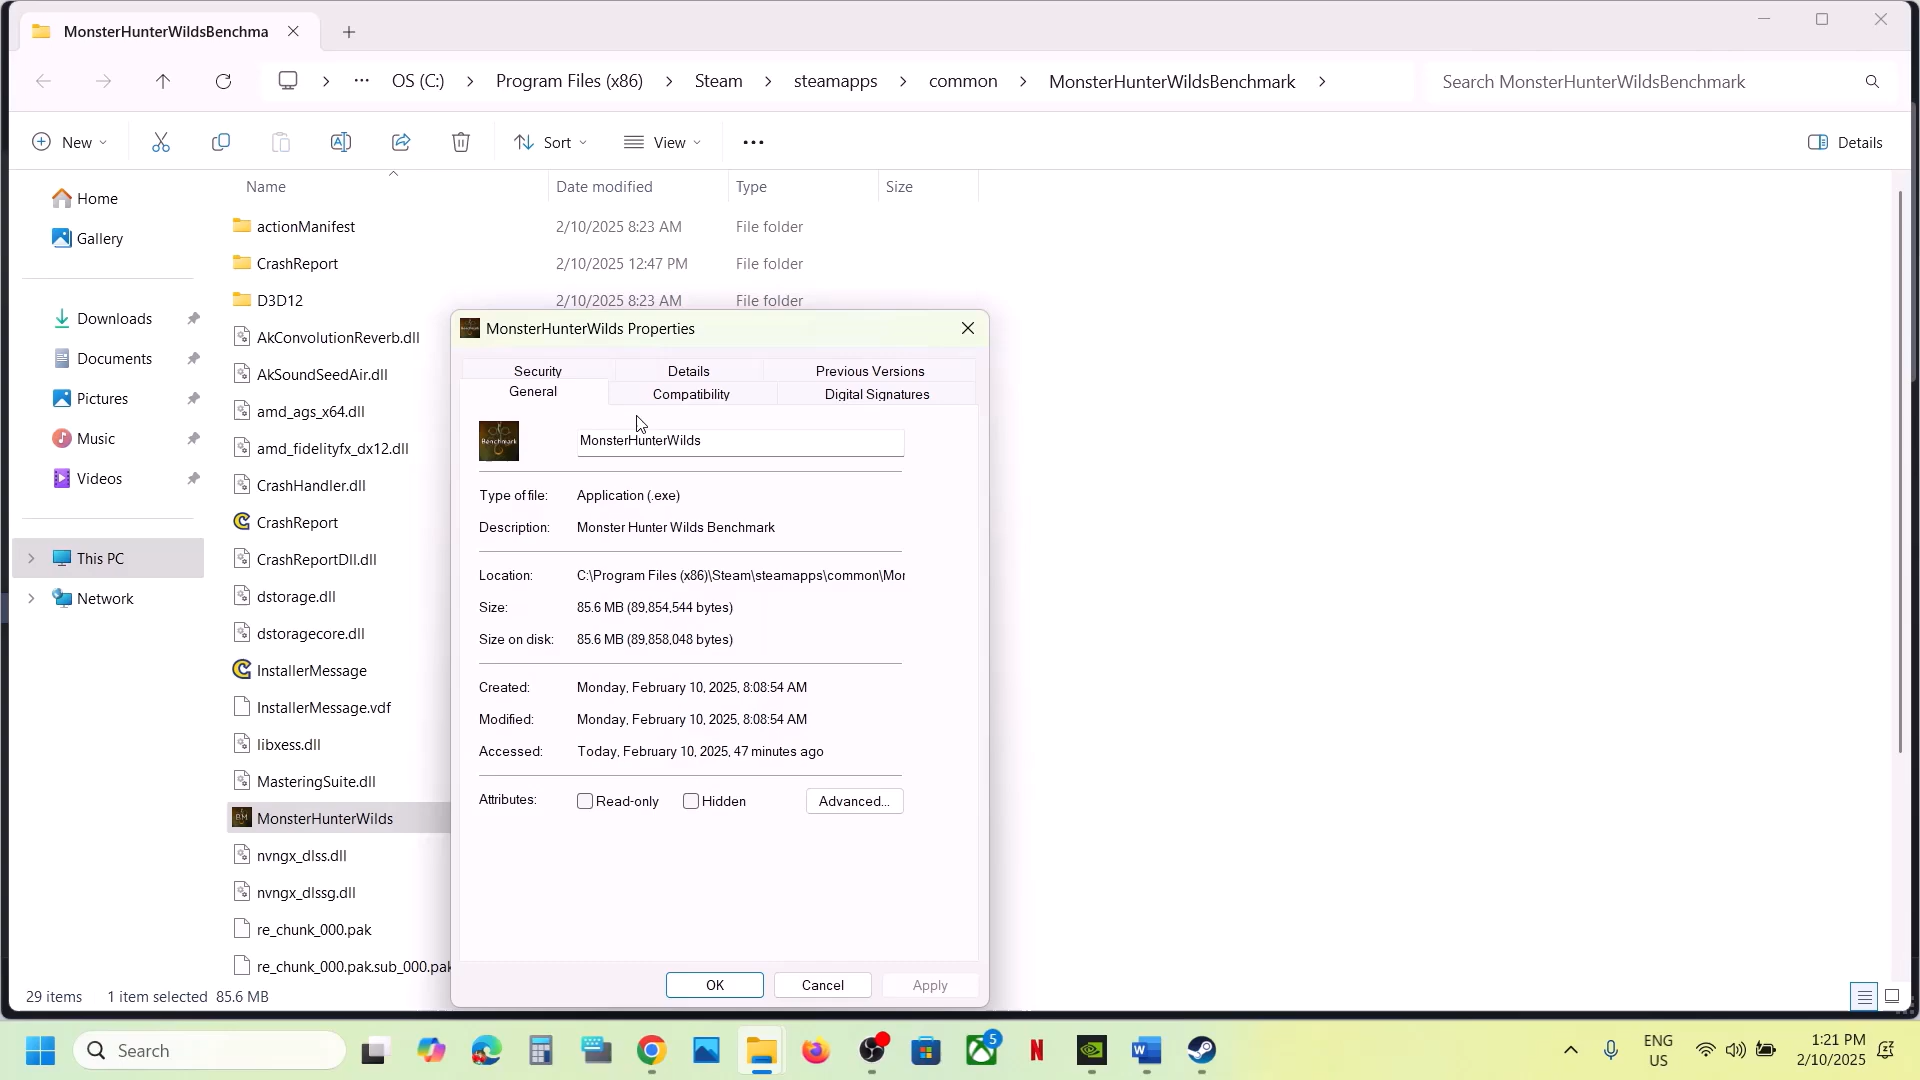 MonsterHunterWildsBenchma
OS (C:) Program Files (x86) Steam steamapps common MonsterHunterWildsBenchmark
Search MonsterHunterWildsBenchmark
New Sort View ••• Details
Name Date modified Type Size
Home
Gallery
Downloads
Documents
Pictures
Music
Videos
This PC
Network
actionManifest 2/10/2025 8:23 AM File folder
CrashReport 2/10/2025 12:47 PM File folder
D3D12 2/10/2025 8:23 AM File folder
AkConvolutionReverb.dll
AkSoundSeedAir.dll
amd_ags_x64.dll
amd_fidelityfx_dx12.dll
CrashHandler.dll
CrashReport
CrashReportDll.dll
dstorage.dll
dstoragecore.dll
InstallerMessage
InstallerMessage.vdf
libxess.dll
MasteringSuite.dll
MonsterHunterWilds
nvngx_dlss.dll
nvngx_dlssg.dll
re_chunk_000.pak
re_chunk_000.pak.sub_000.pak
MonsterHunterWilds Properties
Security Details Previous Versions
General Compatibility Digital Signatures
Benchmark
MonsterHunterWilds
Type of file: Application (.exe)
Description: Monster Hunter Wilds Benchmark
Location: C:\Program Files (x86)\Steam\steamapps\common\Mor
Size: 85.6 MB (89,854,544 bytes)
Size on disk: 85.6 MB (89,858,048 bytes)
Created: Monday, February 10, 2025, 8:08:54 AM
Modified: Monday, February 10, 2025, 8:08:54 AM
Accessed: Today, February 10, 2025, 47 minutes ago
Attributes: Read-only Hidden Advanced...
OK Cancel Apply
29 items 1 item selected 85.6 MB
Search
5
ENG
US
1:21 PM
2/10/2025